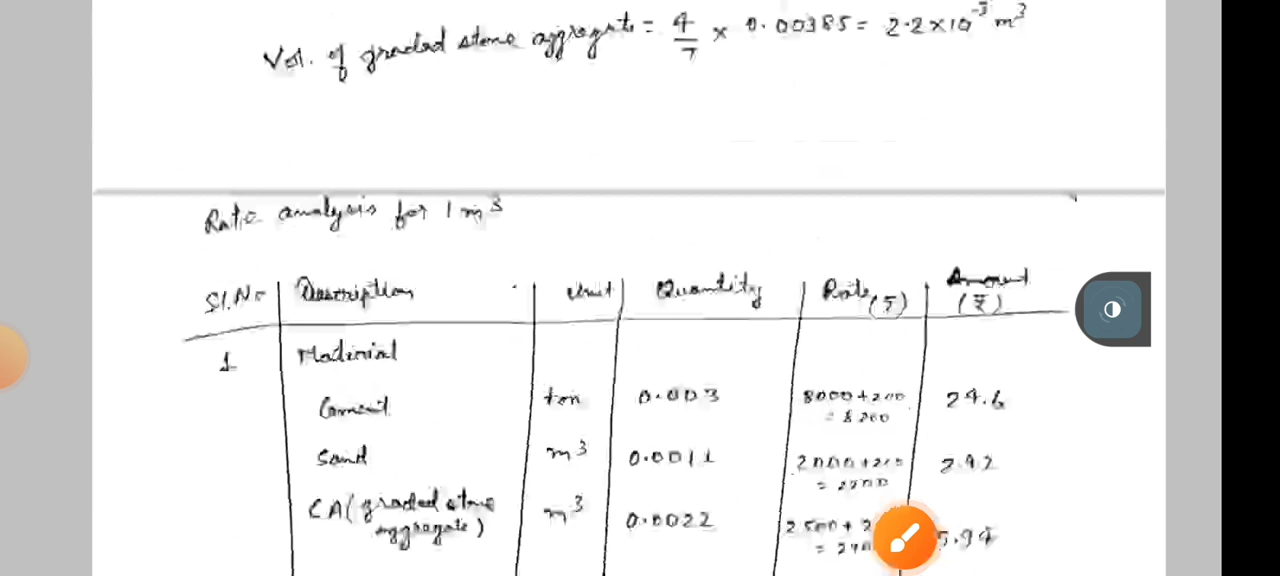 Vol. of graded stone aggregate = 4/7 × 0.00385 = 2.2×10⁻³ m³
Rate analysis for 1 m³
Sl.No Description Unit Quantity Rate (₹) Amount (₹)
1 Material
Cement ton 0.003 8000+200 = 8200 24.6
Sand m³ 0.0011 2000+200 = 2200 2.42
CA (graded stone aggregate) m³ 0.0022 2500+2